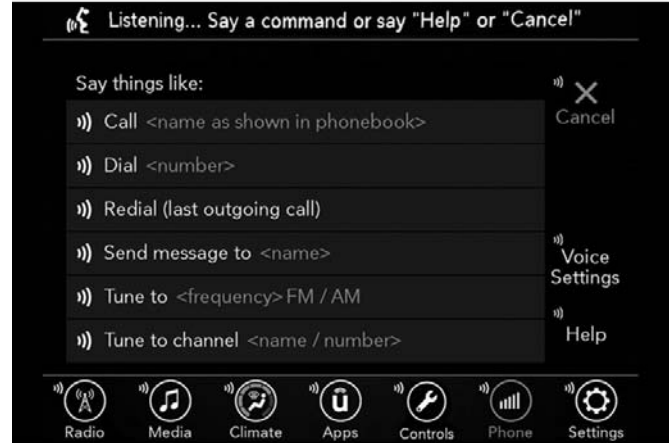 Listening... Say a command or say "Help" or "Cancel"
Say things like:
Cancel
Call <name as shown in phonebook>
Dial <number>
Redial (last outgoing call)
Send message to <name>
Voice
Settings
Tune to <frequency> FM / AM
Help
Tune to channel <name / number>
Radio Media Climate Apps Controls Phone Settings